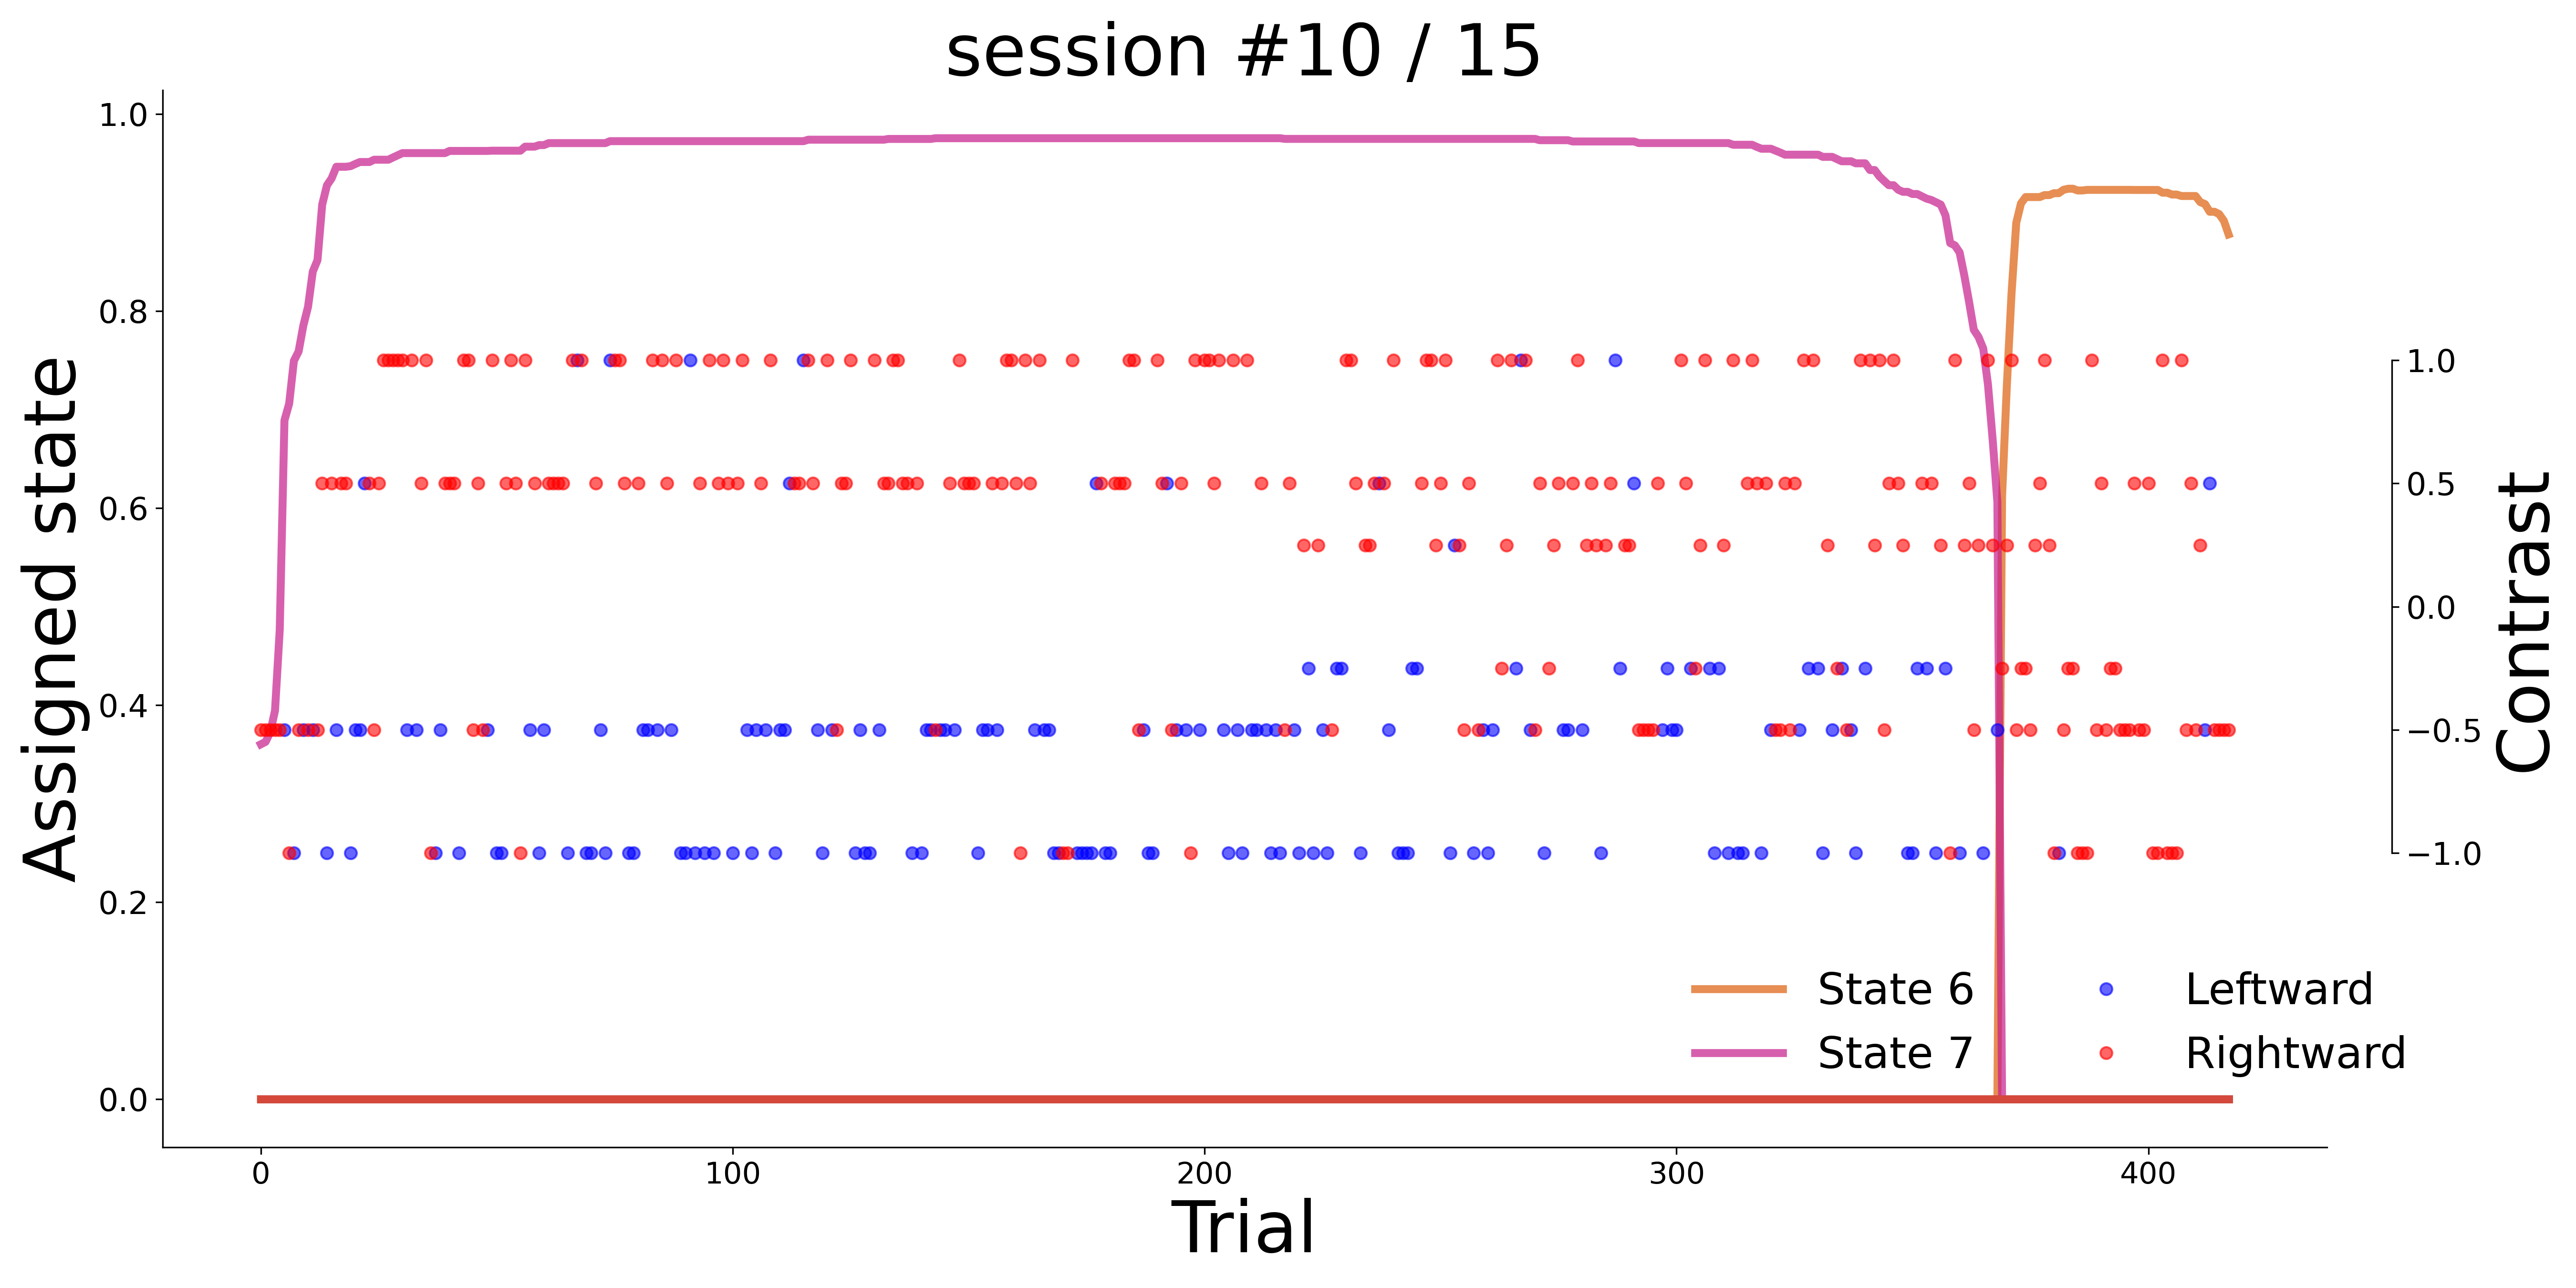 session #10 / 15
Assigned state
1.0
0.8
0.6
0.4
0.2
0.0
0
100
200
300
400
Trial
1.0
0.5
0.0
−0.5
−1.0
Contrast
State 6
State 7
Leftward
Rightward